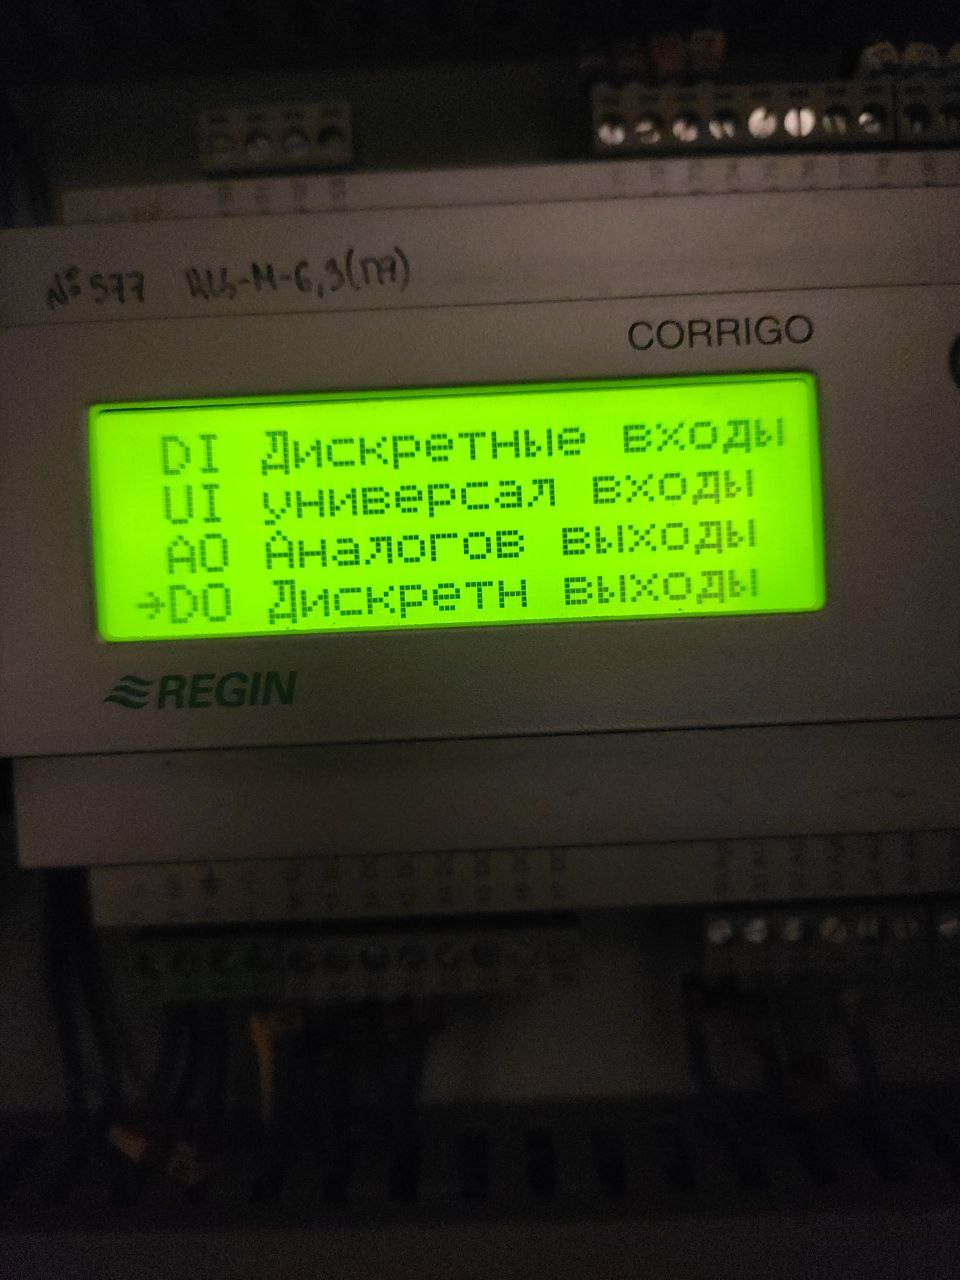 № 577
CORRIGO
DI Дискретные входы
UI универсал входы
AO Аналогов выходы
→DO Дискретн выходы
REGIN